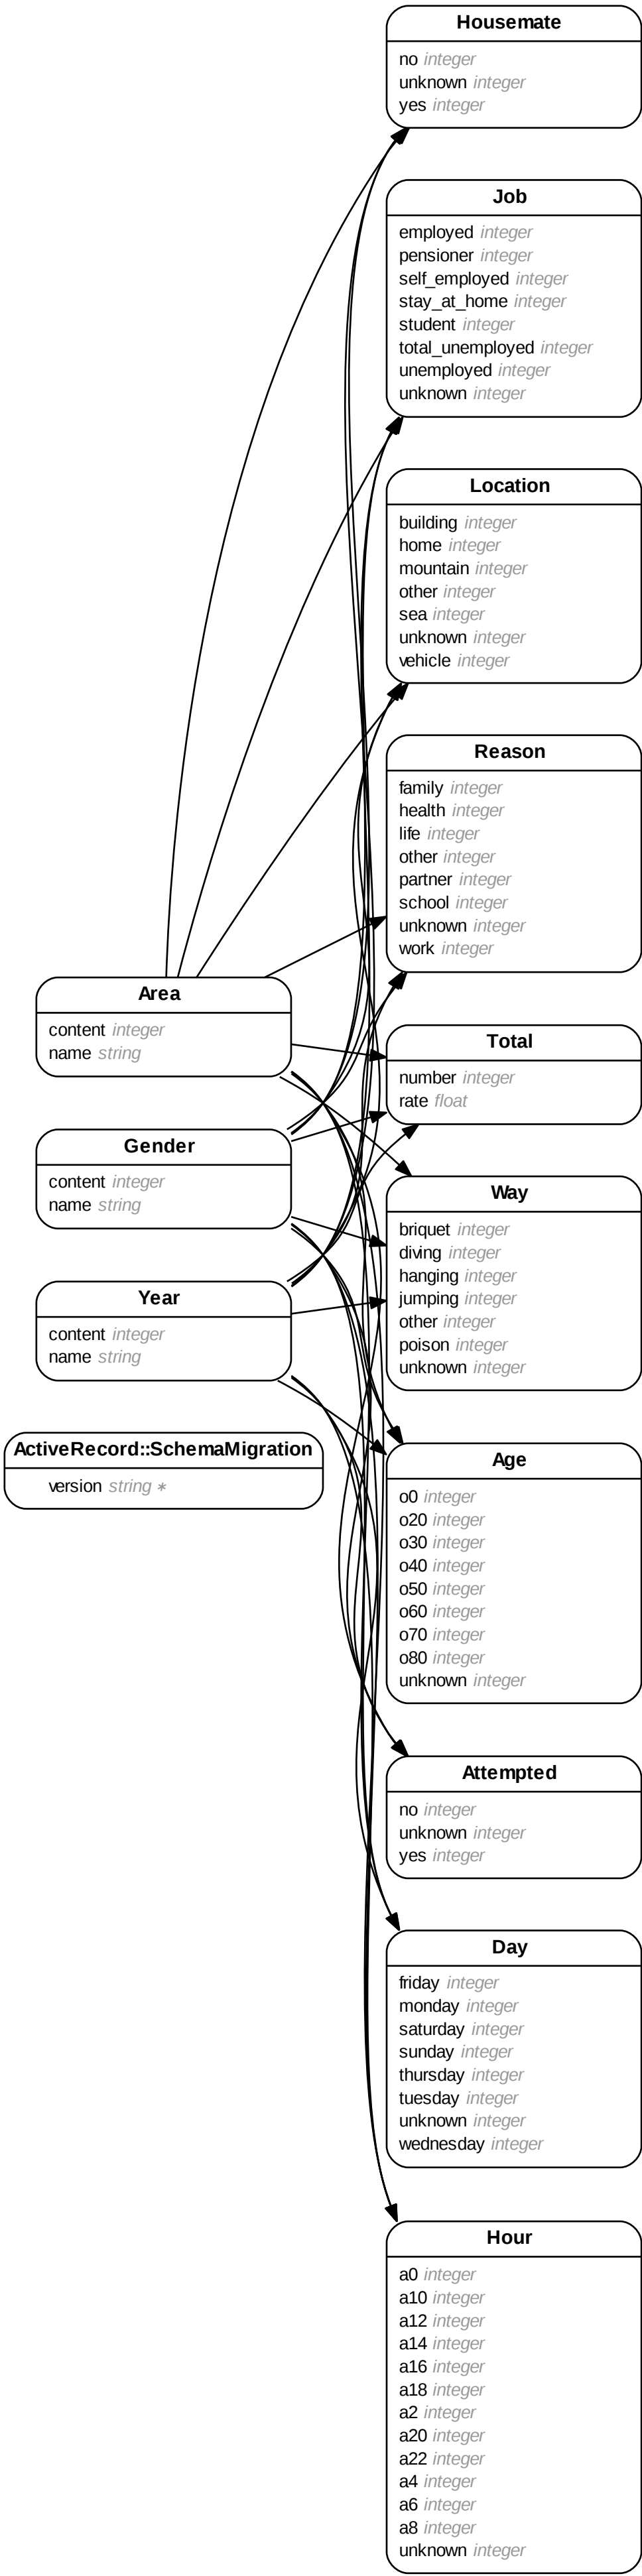 Housemate
no integer
unknown integer
yes integer
Job
employed integer
pensioner integer
self_employed integer
stay_at_home integer
student integer
total_unemployed integer
unemployed integer
unknown integer
Location
building integer
home integer
mountain integer
other integer
sea integer
unknown integer
vehicle integer
Reason
family integer
health integer
life integer
other integer
partner integer
school integer
unknown integer
work integer
Area
content integer
name string
Total
number integer
rate float
Gender
content integer
name string
Way
briquet integer
diving integer
hanging integer
jumping integer
other integer
poison integer
unknown integer
Year
content integer
name string
ActiveRecord::SchemaMigration
version string ∗
Age
o0 integer
o20 integer
o30 integer
o40 integer
o50 integer
o60 integer
o70 integer
o80 integer
unknown integer
Attempted
no integer
unknown integer
yes integer
Day
friday integer
monday integer
saturday integer
sunday integer
thursday integer
tuesday integer
unknown integer
wednesday integer
Hour
a0 integer
a10 integer
a12 integer
a14 integer
a16 integer
a18 integer
a2 integer
a20 integer
a22 integer
a4 integer
a6 integer
a8 integer
unknown integer